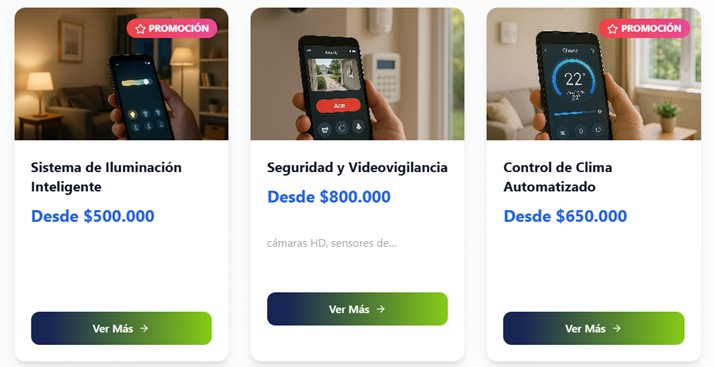 PROMOCIÓN
Sistema de Iluminación
Inteligente
Desde $500.000
Ver Más →
Seguridad y Videovigilancia
Desde $800.000
cámaras HD, sensores de...
Ver Más →
PROMOCIÓN
22°
Control de Clima
Automatizado
Desde $650.000
Ver Más →